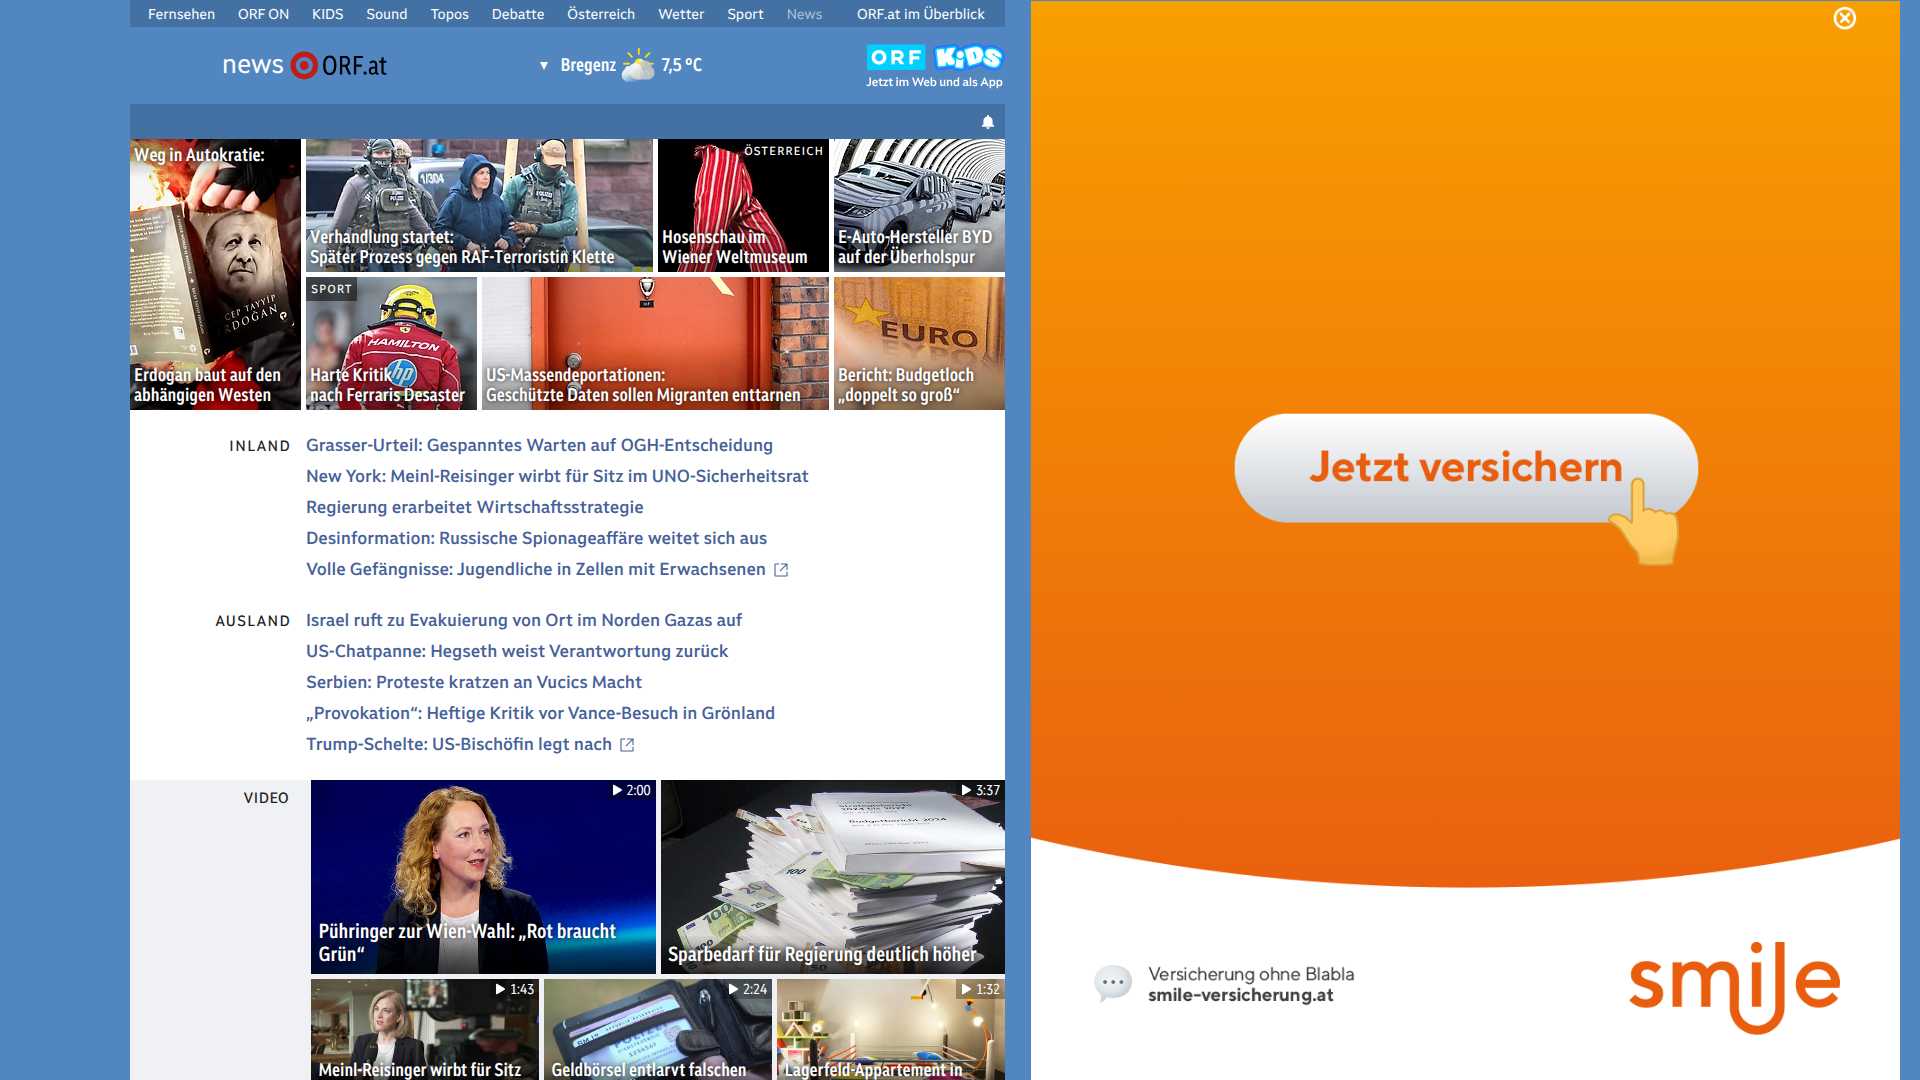 Fernsehen ORF ON KIDS Sound Topos Debatte Österreich Wetter Sport News ORF.at im Überblick
news ORF.at
Bregenz 7,5 °C
ORF KiDS
Jetzt im Web und als App
Weg in Autokratie:
Erdogan baut auf den
abhängigen Westen
Verhandlung startet:
Später Prozess gegen RAF-Terroristin Klette
ÖSTERREICH
Hosenschau im
Wiener Weltmuseum
E-Auto-Hersteller BYD
auf der Überholspur
SPORT
HAMILTON
hp
Harte Kritik
nach Ferraris Desaster
US-Massendeportationen:
Geschützte Daten sollen Migranten enttarnen
EURO
Bericht: Budgetloch
„doppelt so groß“
INLAND
Grasser-Urteil: Gespanntes Warten auf OGH-Entscheidung
New York: Meinl-Reisinger wirbt für Sitz im UNO-Sicherheitsrat
Regierung erarbeitet Wirtschaftsstrategie
Desinformation: Russische Spionageaffäre weitet sich aus
Volle Gefängnisse: Jugendliche in Zellen mit Erwachsenen
AUSLAND
Israel ruft zu Evakuierung von Ort im Norden Gazas auf
US-Chatpanne: Hegseth weist Verantwortung zurück
Serbien: Proteste kratzen an Vucics Macht
„Provokation“: Heftige Kritik vor Vance-Besuch in Grönland
Trump-Schelte: US-Bischöfin legt nach
VIDEO
2:00
Pühringer zur Wien-Wahl: „Rot braucht
Grün“
3:37
Sparbedarf für Regierung deutlich höher
1:43
Meinl-Reisinger wirbt für Sitz
2:24
Geldbörsel entlarvt falschen
1:32
Lagerfeld-Appartement in
Jetzt versichern
Versicherung ohne Blabla
smile-versicherung.at
smile